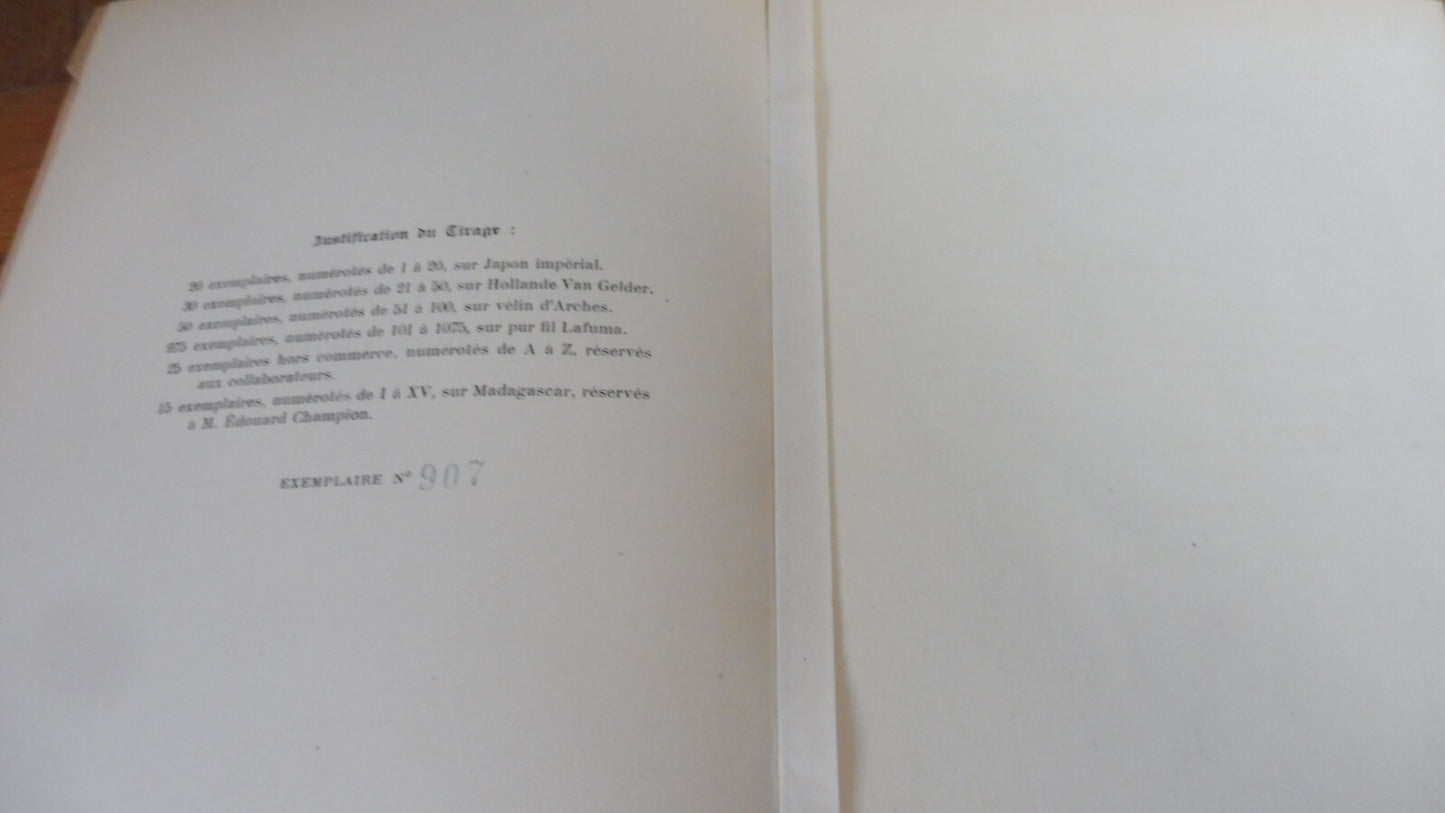 Justification du Tirage :
20 exemplaires, numérotés de 1 à 20, sur Japon impérial.
30 exemplaires, numérotés de 21 à 50, sur Hollande Van Gelder.
50 exemplaires, numérotés de 51 à 100, sur vélin d'Arches.
975 exemplaires, numérotés de 101 à 1075, sur pur fil Lafuma.
25 exemplaires hors commerce, numérotés de A à Z, réservés
aux collaborateurs.
15 exemplaires, numérotés de I à XV, sur Madagascar, réservés
à M. Édouard Champion.
EXEMPLAIRE N° 907